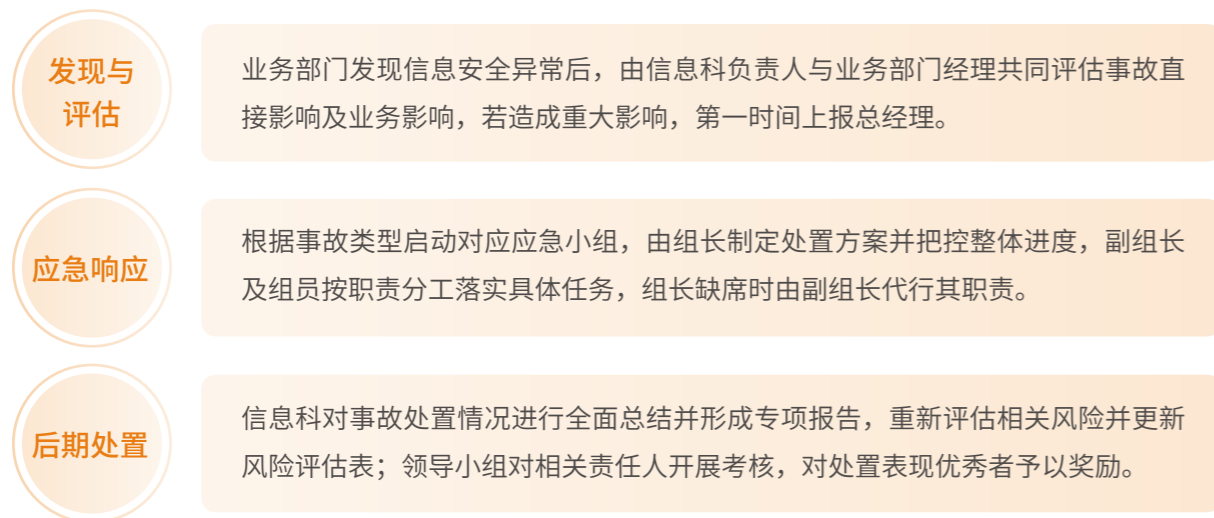 发现与
评估
业务部门发现信息安全异常后，由信息科负责人与业务部门经理共同评估事故直
接影响及业务影响，若造成重大影响，第一时间上报总经理。
应急响应
根据事故类型启动对应应急小组，由组长制定处置方案并把控整体进度，副组长
及组员按职责分工落实具体任务，组长缺席时由副组长代行其职责。
后期处置
信息科对事故处置情况进行全面总结并形成专项报告，重新评估相关风险并更新
风险评估表；领导小组对相关责任人开展考核，对处置表现优秀者予以奖励。